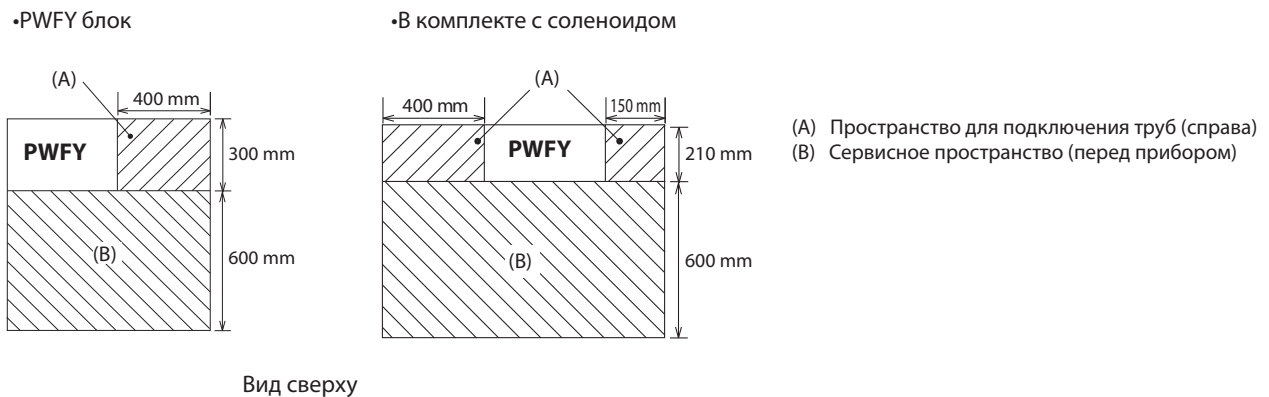 •PWFY блок
•В комплекте с соленоидом
(A)
400 mm
PWFY
300 mm
(B)
600 mm
(A)
400 mm
150 mm
PWFY
210 mm
(B)
600 mm
(A) Пространство для подключения труб (справа)
(B) Сервисное пространство (перед прибором)
Вид сверху